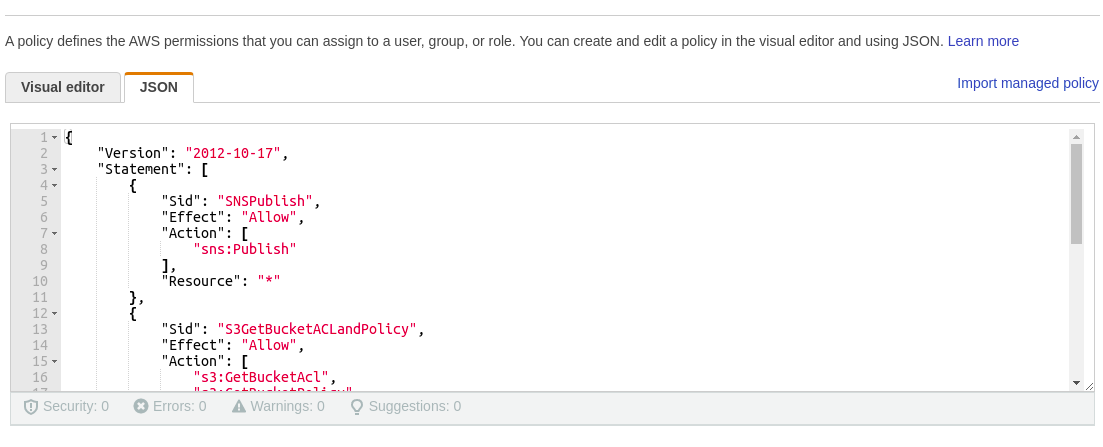 A policy defines the AWS permissions that you can assign to a user, group, or role. You can create and edit a policy in the visual editor and using JSON. Learn more
Visual editor JSON Import managed policy
1 {
2 "Version": "2012-10-17",
3 "Statement": [
4 {
5 "Sid": "SNSPublish",
6 "Effect": "Allow",
7 "Action": [
8 "sns:Publish"
9 ],
10 "Resource": "*"
11 },
12 {
13 "Sid": "S3GetBucketACLandPolicy",
14 "Effect": "Allow",
15 "Action": [
16 "s3:GetBucketAcl",
17 "s3:GetBucketPolicy"
Security: 0 Errors: 0 Warnings: 0 Suggestions: 0